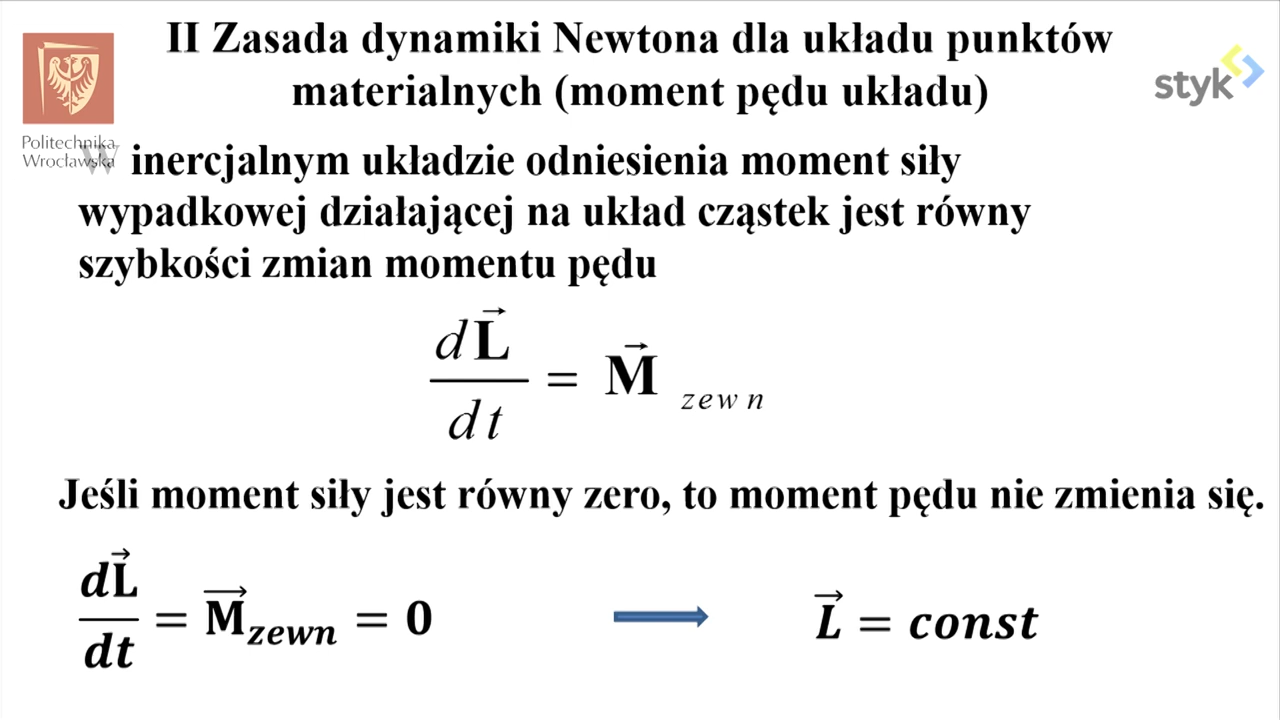 II Zasada dynamiki Newtona dla układu punktów
materialnych (moment pędu układu)
Politechnika
Wrocławska
styk
W inercjalnym układzie odniesienia moment siły
wypadkowej działającej na układ cząstek jest równy
szybkości zmian momentu pędu
dL⃗/dt = M⃗ zewn
Jeśli moment siły jest równy zero, to moment pędu nie zmienia się.
dL⃗/dt = M⃗zewn = 0 ⟶ L⃗ = const